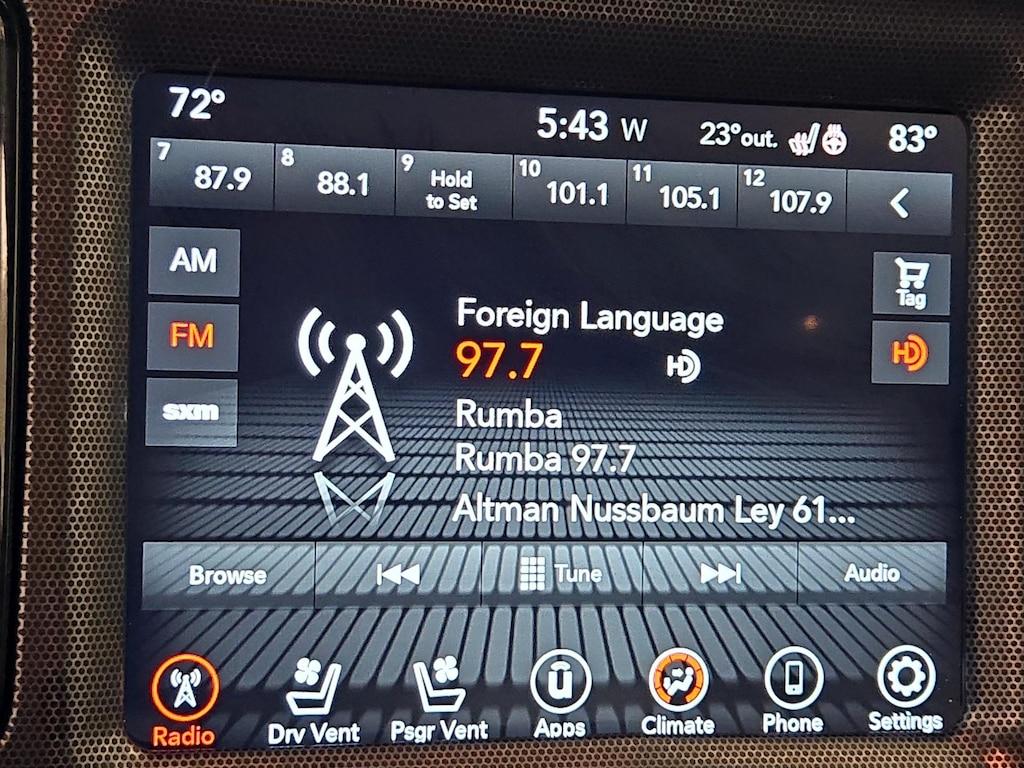 72°
5:43 W
23°out.
83°
7 87.9
8 88.1
9 Hold
to Set
10 101.1
11 105.1
12 107.9
AM
FM
sxm
Foreign Language
97.7
HD
Rumba
Rumba 97.7
Altman Nussbaum Ley 61...
Tag
HD
Browse
Tune
Audio
Radio
Drv Vent
Psgr Vent
û
Apps
Climate
Phone
Settings